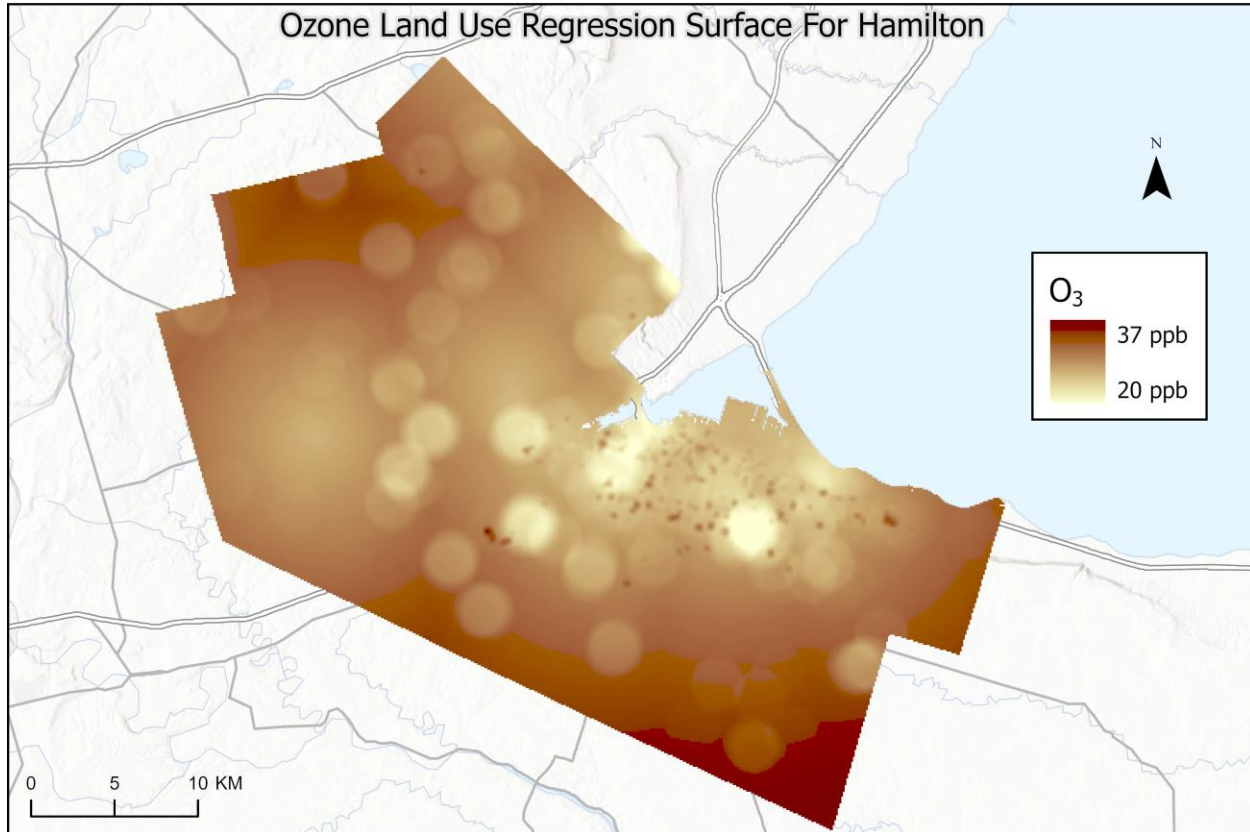 Ozone Land Use Regression Surface For Hamilton
N
O₃
37 ppb
20 ppb
0 5 10 KM